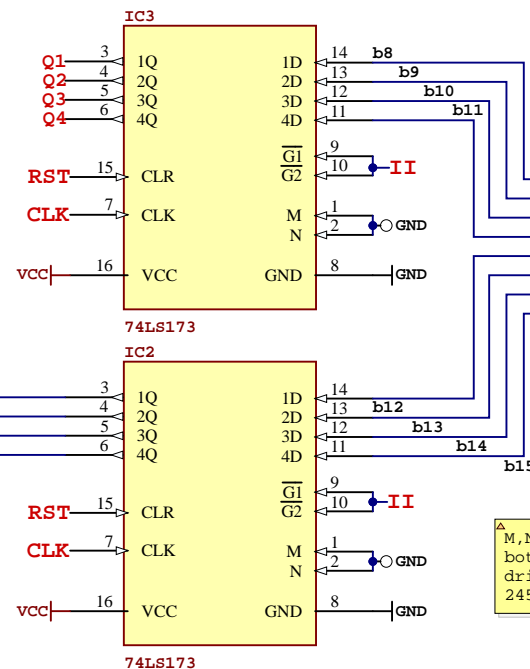 IC3
Q1 3 1Q 1D 14 b8
Q2 4 2Q 2D 13 b9
Q3 5 3Q 3D 12 b10
Q4 6 4Q 4D 11 b11
G1 9
G2 10 II
RST 15 CLR
CLK 7 CLK M 1
N 2 GND
VCC 16 VCC GND 8 GND
74LS173
IC2
3 1Q 1D 14
4 2Q 2D 13 b12
5 3Q 3D 12 b13
6 4Q 4D 11 b14
b15
G1 9
G2 10 II
RST 15 CLR
CLK 7 CLK M 1
N 2 GND
VCC 16 VCC GND 8 GND
74LS173
M,N
bot
dri
245